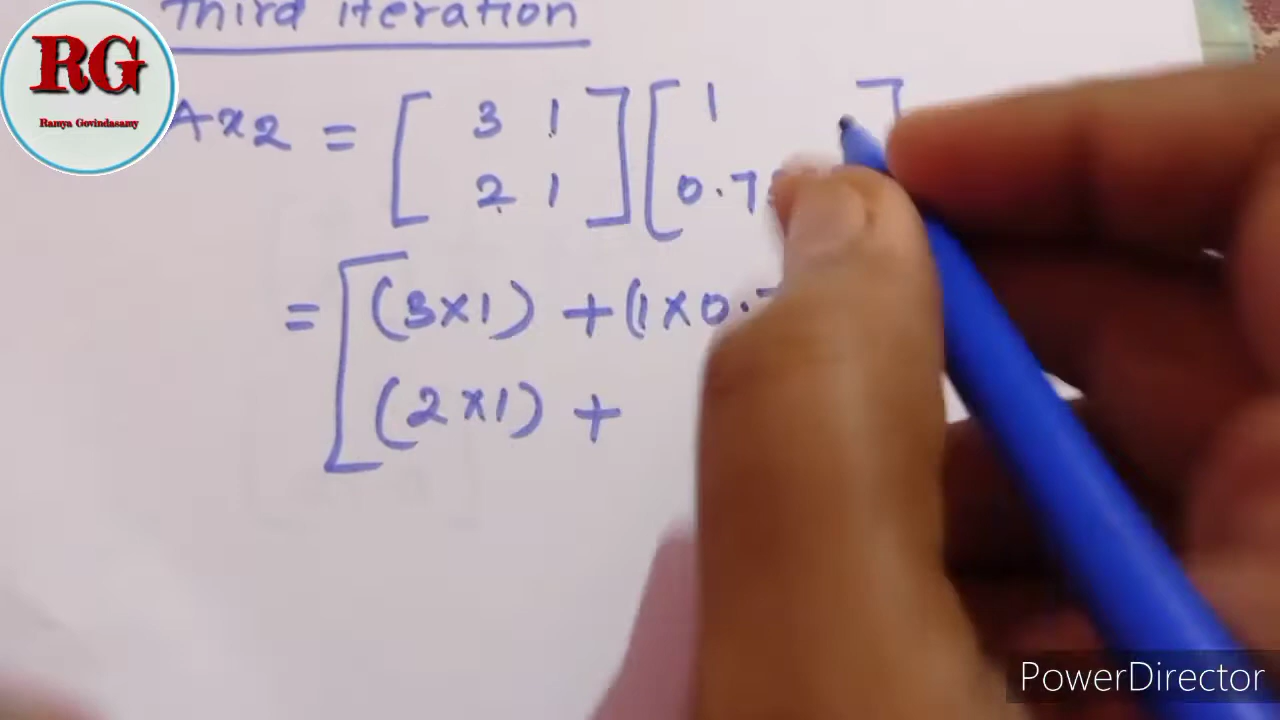 Third iteration
RG
Ramya Govindasamy
Ax2 = [ 3 1 ] [ 1 ]
2 1 0.7
= [ (3×1) + (1×0.7
(2×1) +
PowerDirector